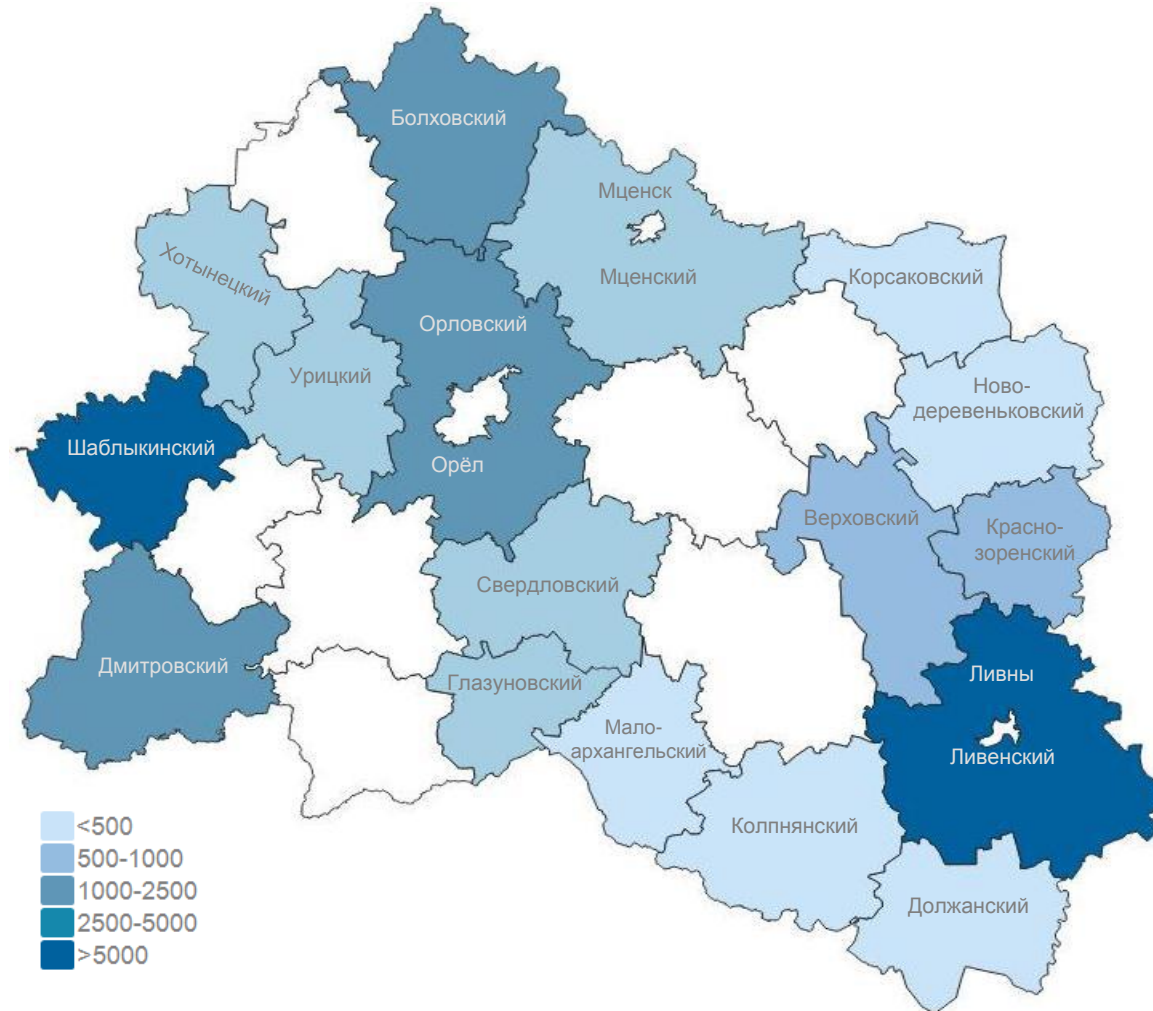 Болховский
Мценск
Хотынецкий
Мценский
Корсаковский
Орловский
Урицкий
Ново-
деревеньковский
Шаблыкинский
Орёл
Верховский
Красно-
зоренский
Свердловский
Дмитровский
Глазуновский
Ливны
Мало-
архангельский
Ливенский
Колпнянский
Должанский
<500
500-1000
1000-2500
2500-5000
>5000